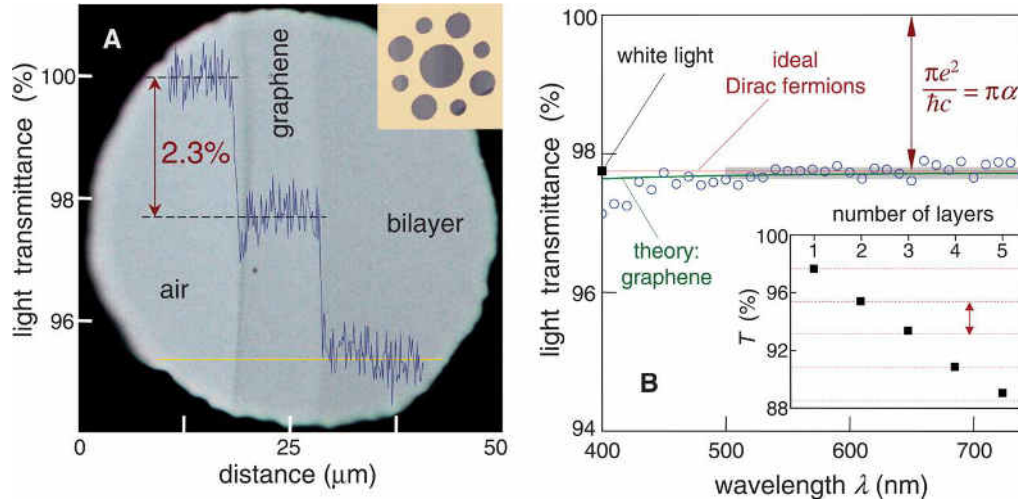 A
light transmittance (%)
100
98
96
2.3%
air
graphene
bilayer
0
25
50
distance (μm)
B
light transmittance (%)
100
98
96
94
white light
ideal
Dirac fermions
πe²/ħc = πα
theory:
graphene
number of layers
1 2 3 4 5
T (%)
100
96
92
88
400 500 600 700
wavelength λ (nm)